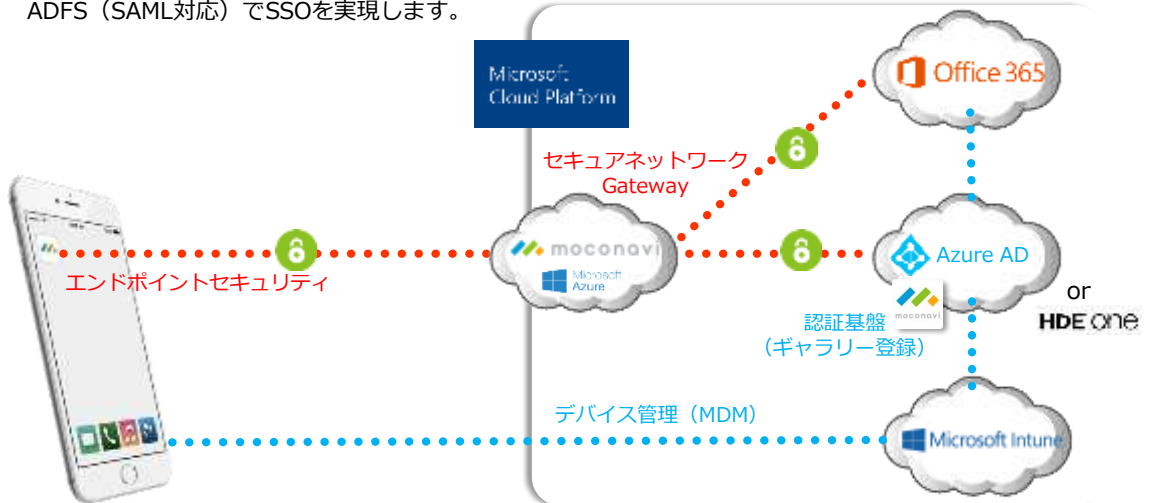 ADFS（SAML対応）でSSOを実現します。
Microsoft
Cloud Platform
Office 365
セキュアネットワーク
Gateway
moconavi
Microsoft
Azure
Azure AD
エンドポイントセキュリティ
moconavi
or
HDE one
認証基盤
（ギャラリー登録）
デバイス管理（MDM）
Microsoft Intune